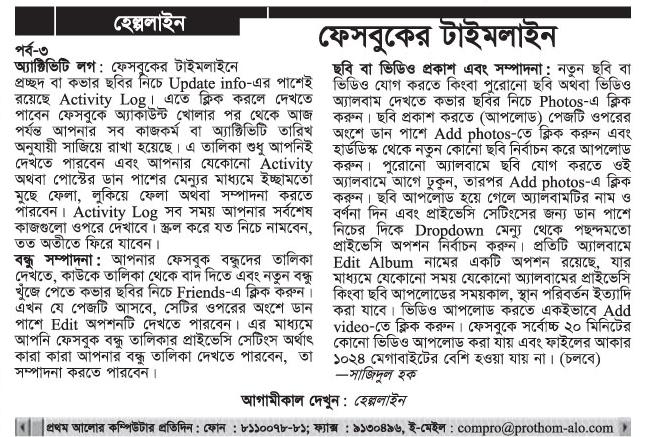 হেল্পলাইন
ফেসবুকের টাইমলাইন
পর্ব-৩
অ্যাক্টিভিটি লগ : ফেসবুকের টাইমলাইনে
প্রচ্ছদ বা কভার ছবির নিচে Update info-এর পাশেই
রয়েছে Activity Log। এতে ক্লিক করলে দেখতে
পাবেন ফেসবুকে অ্যাকাউন্ট খোলার পর থেকে আজ
পর্যন্ত আপনার সব কাজকর্ম বা অ্যাক্টিভিটি তারিখ
অনুযায়ী সাজিয়ে রাখা হয়েছে। এ তালিকা শুধু আপনিই
দেখতে পারবেন এবং আপনার যেকোনো Activity
অথবা পোস্টের ডান পাশের মেন্যুর মাধ্যমে ইচ্ছামতো
মুছে ফেলা, লুকিয়ে ফেলা অথবা সম্পাদনা করতে
পারবেন। Activity Log সব সময় আপনার সর্বশেষ
কাজগুলো ওপরে দেখাবে। স্ক্রল করে যত নিচে নামবেন,
তত অতীতে ফিরে যাবেন।
বন্ধু সম্পাদনা : আপনার ফেসবুক বন্ধুদের তালিকা
দেখতে, কাউকে তালিকা থেকে বাদ দিতে এবং নতুন বন্ধু
খুঁজে পেতে কভার ছবির নিচে Friends-এ ক্লিক করুন।
এখন যে পেজটি আসবে, সেটির ওপরের অংশে ডান
পাশে Edit অপশনটি দেখতে পারবেন। এর মাধ্যমে
আপনি ফেসবুক বন্ধু তালিকার প্রাইভেসি সেটিংস অর্থাৎ
কারা কারা আপনার বন্ধু তালিকা দেখতে পারবেন, তা
সম্পাদনা করতে পারবেন।
ছবি বা ভিডিও প্রকাশ এবং সম্পাদনা : নতুন ছবি বা
ভিডিও যোগ করতে কিংবা পুরোনো ছবি অথবা ভিডিও
অ্যালবাম দেখতে কভার ছবির নিচে Photos-এ ক্লিক
করুন। ছবি প্রকাশ করতে (আপলোড) পেজটি ওপরের
অংশে ডান পাশে Add photos-তে ক্লিক করুন এবং
হার্ডডিস্ক থেকে নতুন কোনো ছবি নির্বাচন করে আপলোড
করুন। পুরোনো অ্যালবামে ছবি যোগ করতে ওই
অ্যালবামে আগে ঢুকুন, তারপর Add photos-এ ক্লিক
করুন। ছবি আপলোড হয়ে গেলে অ্যালবামটির নাম ও
বর্ণনা দিন এবং প্রাইভেসি সেটিংসের জন্য ডান পাশে
নিচের দিকে Dropdown মেন্যু থেকে পছন্দমতো
প্রাইভেসি অপশন নির্বাচন করুন। প্রতিটি অ্যালবামে
Edit Album নামের একটি অপশন রয়েছে, যার
মাধ্যমে যেকোনো সময় যেকোনো অ্যালবামের প্রাইভেসি
কিংবা ছবি আপলোডের সময়কাল, স্থান পরিবর্তন ইত্যাদি
করা যাবে। ভিডিও আপলোড করতে একইভাবে Add
video-তে ক্লিক করুন। ফেসবুকে সর্বোচ্চ ২০ মিনিটের
কোনো ভিডিও আপলোড করা যায় এবং ফাইলের আকার
১০২৪ মেগাবাইটের বেশি হওয়া যায় না। (চলবে)
—সাজিদুল হক
আগামীকাল দেখুন : হেল্পলাইন
প্রথম আলোর কম্পিউটার প্রতিদিন : ফোন : ৮১১০০৭৮-৮১; ফ্যাক্স : ৯১৩০৪৯৬, ই-মেইল : compro@prothom-alo.com